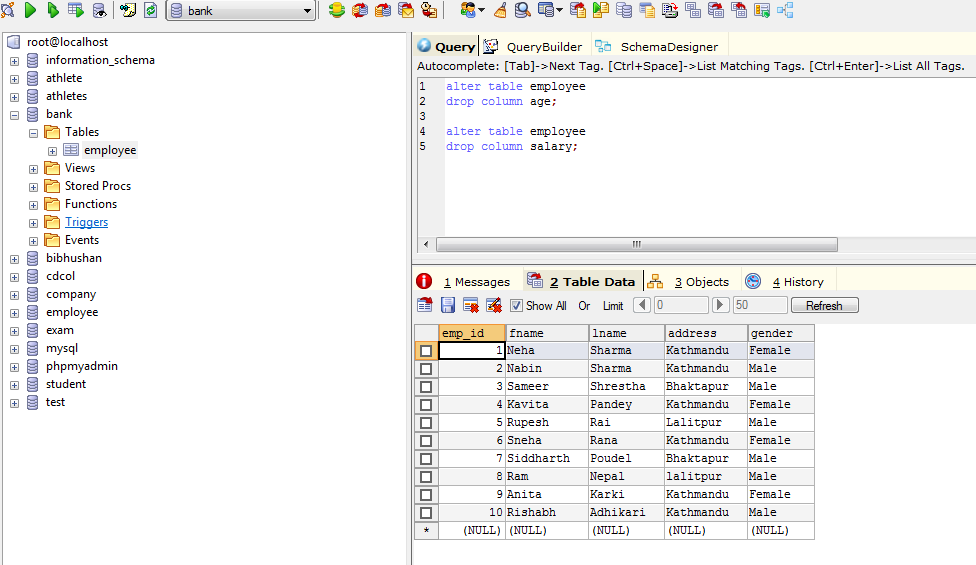 bank
root@localhost
information_schema
athlete
athletes
bank
Tables
employee
Views
Stored Procs
Functions
Triggers
Events
bibhushan
cdcol
company
employee
exam
mysql
phpmyadmin
student
test
Query QueryBuilder SchemaDesigner
Autocomplete: [Tab]->Next Tag. [Ctrl+Space]->List Matching Tags. [Ctrl+Enter]->List All Tags.
1 alter table employee
2 drop column age;
3
4 alter table employee
5 drop column salary;
1 Messages 2 Table Data 3 Objects 4 History
Show All Or Limit 0 50 Refresh
emp_id fname lname address gender
1 Neha Sharma Kathmandu Female
2 Nabin Sharma Kathmandu Male
3 Sameer Shrestha Bhaktapur Male
4 Kavita Pandey Kathmandu Female
5 Rupesh Rai Lalitpur Male
6 Sneha Rana Kathmandu Female
7 Siddharth Poudel Bhaktapur Male
8 Ram Nepal lalitpur Male
9 Anita Karki Kathmandu Female
10 Rishabh Adhikari Kathmandu Male
* (NULL) (NULL) (NULL) (NULL) (NULL)